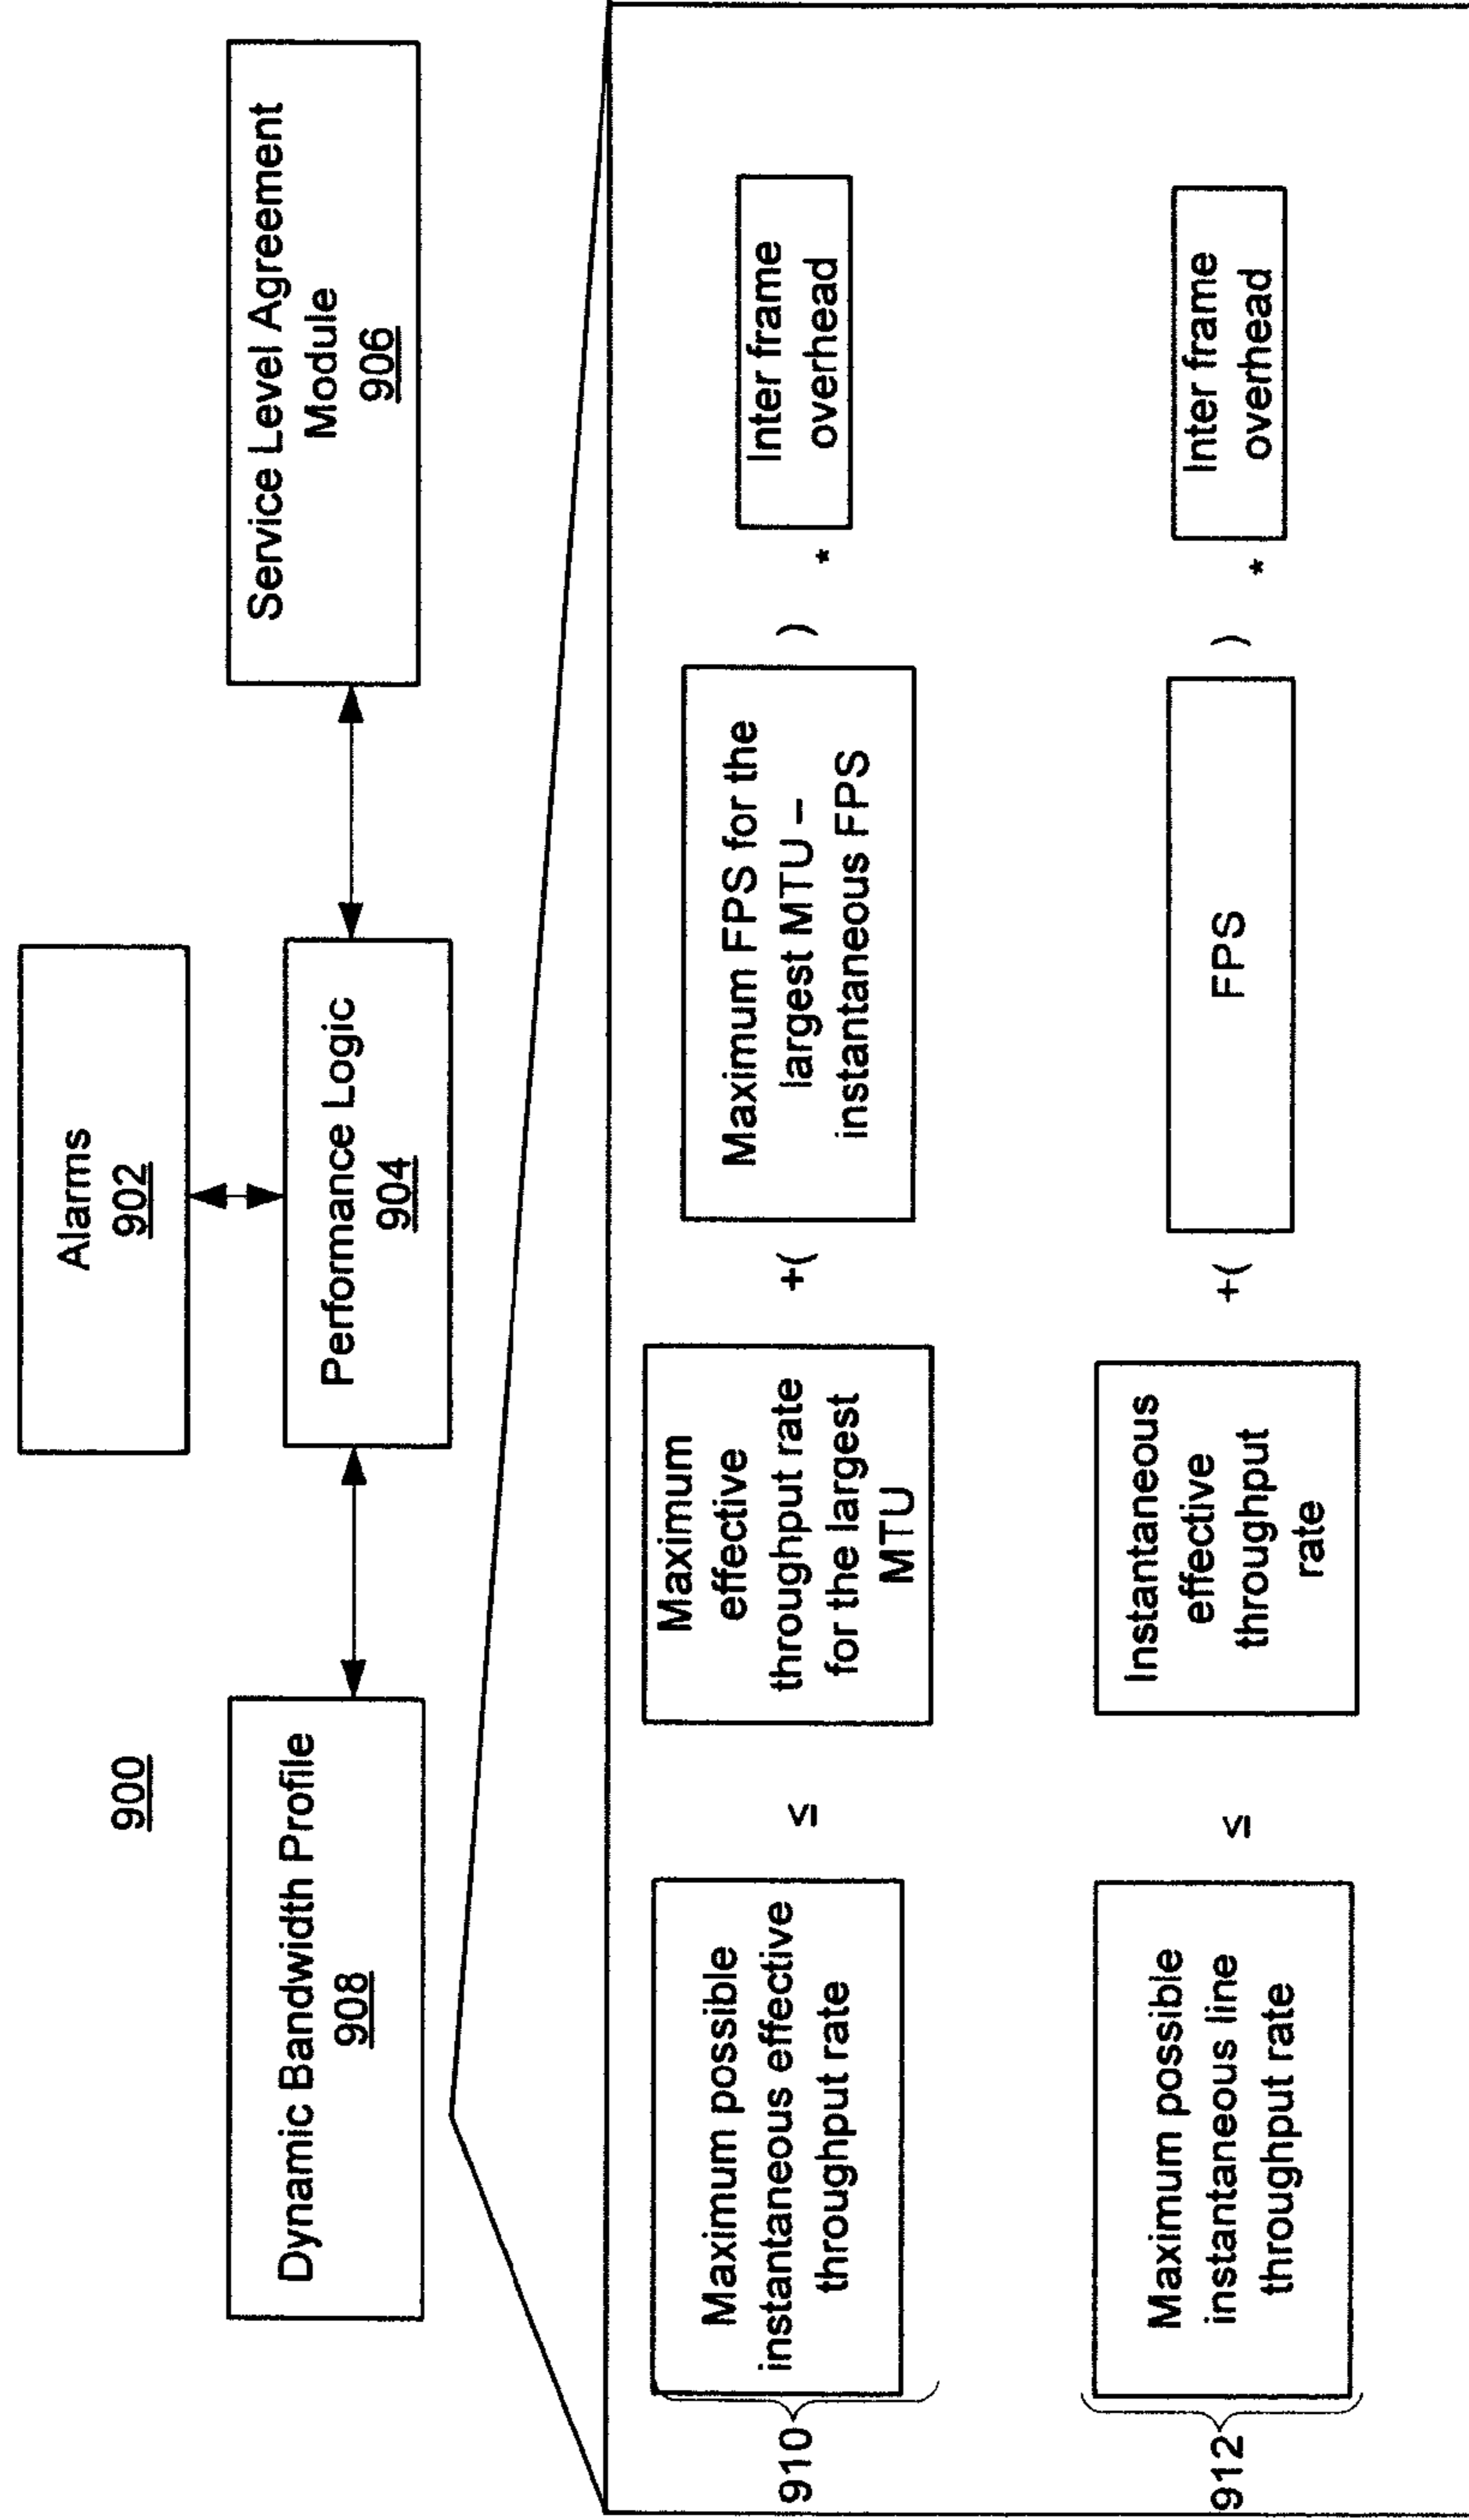 900
Alarms
902
Dynamic Bandwidth Profile
908
Performance Logic
904
Service Level Agreement
Module
906
910
Maximum possible
instantaneous effective
throughput rate
≤
Maximum
effective
throughput rate
for the largest
MTU
+(
Maximum FPS for the
largest MTU –
instantaneous FPS
)
*
Inter frame
overhead
912
Maximum possible
instantaneous line
throughput rate
≤
Instantaneous
effective
throughput
rate
+(
FPS
)
*
Inter frame
overhead